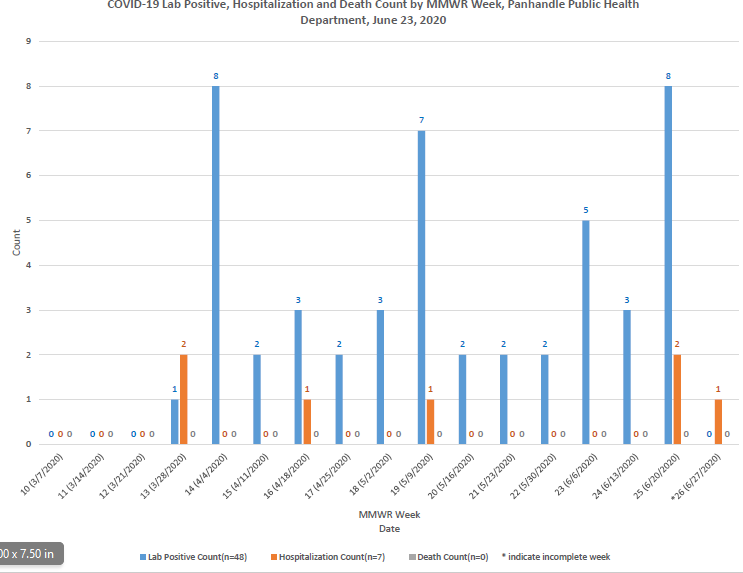 COVID-19 Lab Positive, Hospitalization and Death Count by MMWR Week, Panhandle Public Health
Department, June 23, 2020
9
8
7
6
5
4
3
2
1
0
Count
0 0 0
0 0 0
0 0 0
1 2 0
8 0 0
2 0 0
3 1 0
2 0 0
3 0 0
7 1 0
2 0 0
2 0 0
2 0 0
5 0 0
3 0 0
8 2 0
0 1 0
10 (3/7/2020)
11 (3/14/2020)
12 (3/21/2020)
13 (3/28/2020)
14 (4/4/2020)
15 (4/11/2020)
16 (4/18/2020)
17 (4/25/2020)
18 (5/2/2020)
19 (5/9/2020)
20 (5/16/2020)
21 (5/23/2020)
22 (5/30/2020)
23 (6/6/2020)
24 (6/13/2020)
25 (6/20/2020)
*26 (6/27/2020)
MMWR Week
Date
Lab Positive Count(n=48) Hospitalization Count(n=7) Death Count(n=0) * indicate incomplete week
x 7.50 in